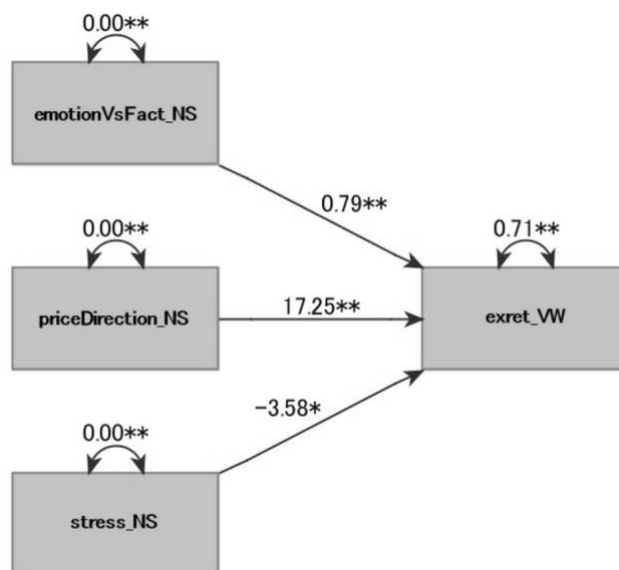 0.00**
emotionVsFact_NS
0.79**
0.00**
0.71**
priceDirection_NS
17.25**
exret_VW
-3.58*
0.00**
stress_NS